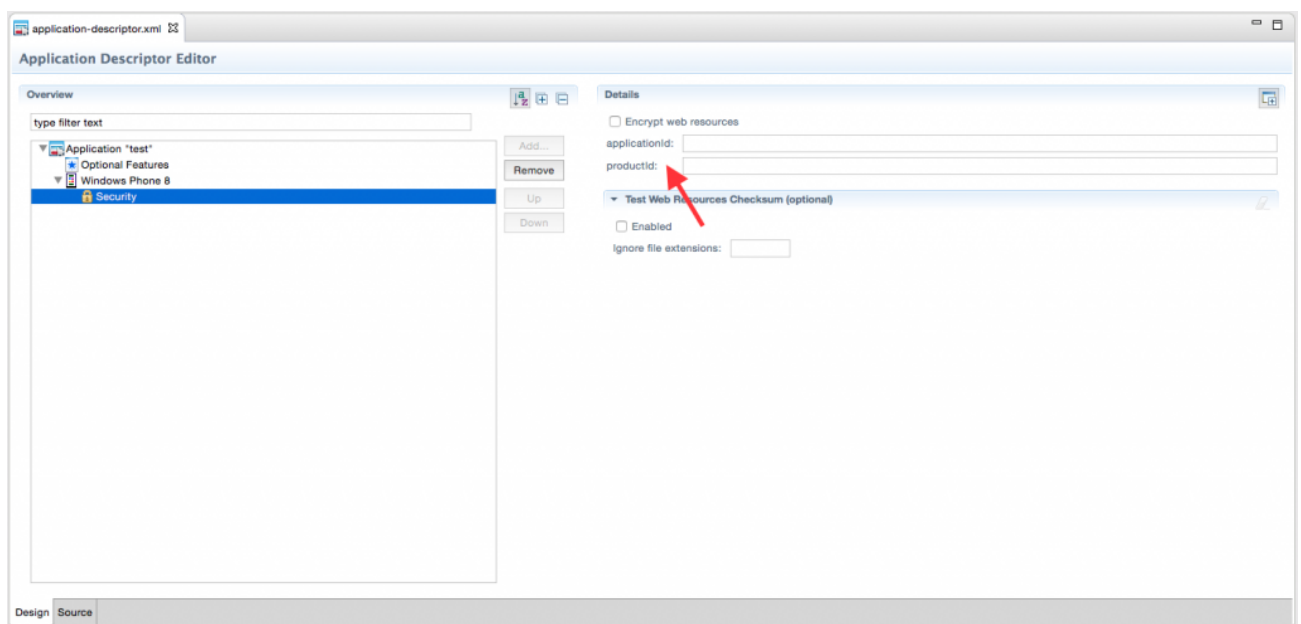 application-descriptor.xml
Application Descriptor Editor
Overview
type filter text
Application "test"
Optional Features
Windows Phone 8
Security
Add...
Remove
Up
Down
Details
Encrypt web resources
applicationId:
productId:
Test Web Resources Checksum (optional)
Enabled
Ignore file extensions:
Design Source